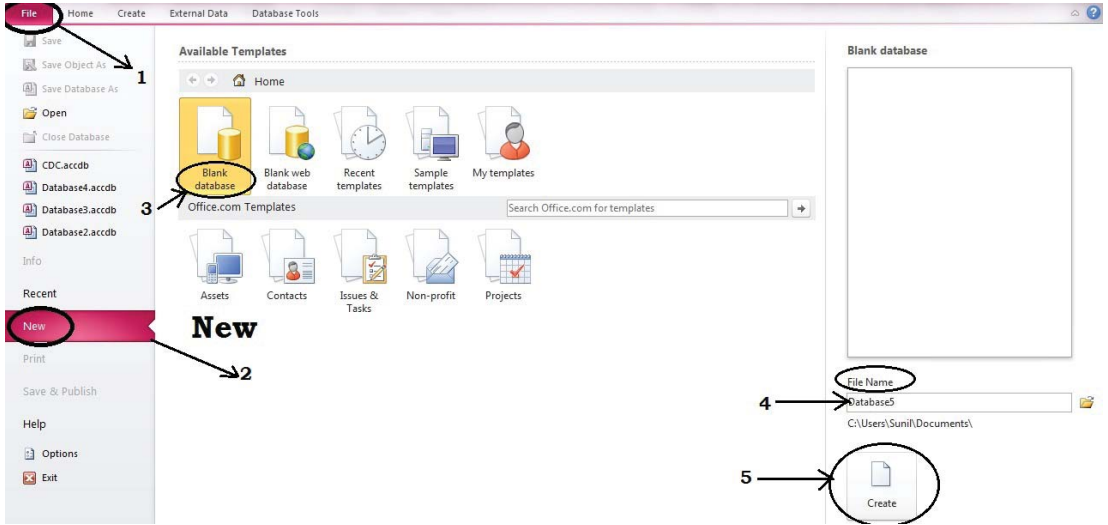 File Home Create External Data Database Tools
Save
Save Object As
1
Save Database As
Open
Close Database
CDC.accdb
Database4.accdb
Database3.accdb
Database2.accdb
Info
Recent
New
2
Print
Save & Publish
Help
Options
Exit
Available Templates
Home
Blank database
Blank web database
Recent templates
Sample templates
My templates
3
Office.com Templates
Search Office.com for templates
Assets
Contacts
Issues & Tasks
Non-profit
Projects
New
Blank database
File Name
4
Database5
C:\Users\Sunil\Documents\
5
Create